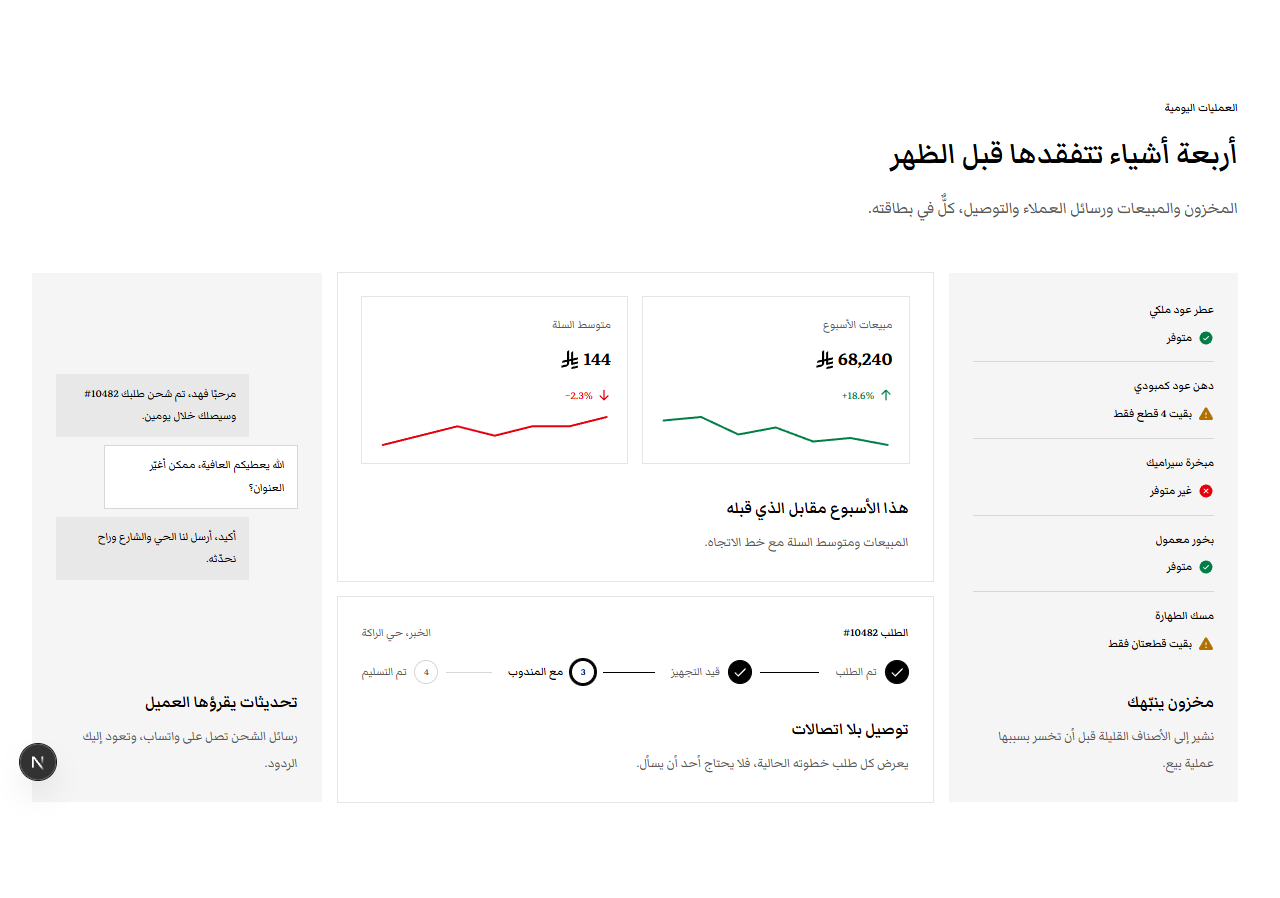 العمليات اليومية
أربعة أشياء تتفقدها قبل الظهر
المخزون والمبيعات ورسائل العملاء والتوصيل، كلٌّ في بطاقته.
عطر عود ملكي
متوفر
دهن عود كمبودي
بقيت 4 قطع فقط
مبخرة سيراميك
غير متوفر
بخور معمول
متوفر
مسك الطهارة
بقيت قطعتان فقط
مخزون ينبّهك
نشير إلى الأصناف القليلة قبل أن تخسر بسببها
عملية بيع.
مبيعات الأسبوع
68,240
+18.6%
متوسط السلة
144
−2.3%
هذا الأسبوع مقابل الذي قبله
المبيعات ومتوسط السلة مع خط الاتجاه.
الطلب 10482#
الخبر، حي الراكة
تم الطلب
قيد التجهيز
3 مع المندوب
4 تم التسليم
توصيل بلا اتصالات
يعرض كل طلب خطوته الحالية، فلا يحتاج أحد أن يسأل.
مرحبًا فهد، تم شحن طلبك 10482#
وسيصلك خلال يومين.
الله يعطيكم العافية، ممكن أغيّر
العنوان؟
أكيد، أرسل لنا الحي والشارع وراح
نحدّثه.
تحديثات يقرؤها العميل
رسائل الشحن تصل على واتساب، وتعود إليك
الردود.
N